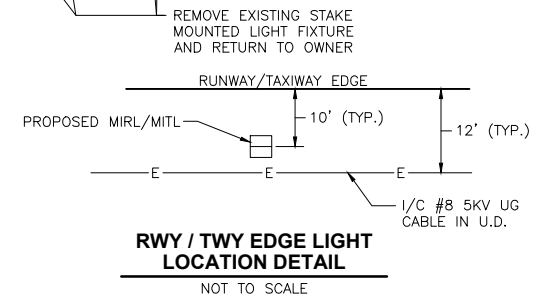 REMOVE EXISTING STAKE
MOUNTED LIGHT FIXTURE
AND RETURN TO OWNER
RUNWAY/TAXIWAY EDGE
PROPOSED MIRL/MITL
10' (TYP.)
12' (TYP.)
E E E
I/C #8 5KV UG
CABLE IN U.D.
RWY / TWY EDGE LIGHT
LOCATION DETAIL
NOT TO SCALE